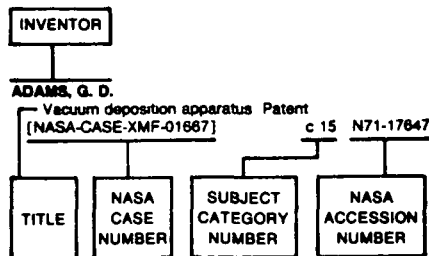 INVENTOR
ADAMS, G. D.
Vacuum deposition apparatus Patent
[NASA-CASE-XMF-01667] c 15 N71-17647
TITLE
NASA
CASE
NUMBER
SUBJECT
CATEGORY
NUMBER
NASA
ACCESSION
NUMBER